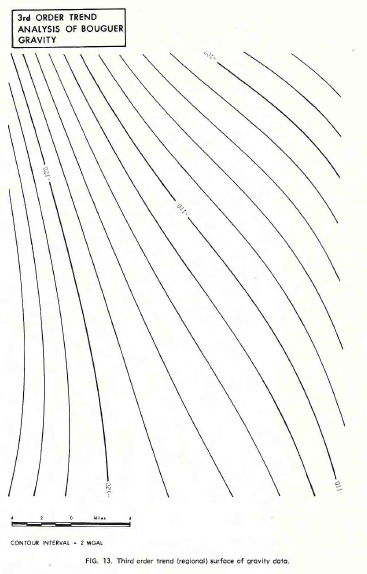 3rd ORDER TREND
ANALYSIS OF BOUGUER
GRAVITY
-120
-110
-120
-110
4 2 0 Miles 4
CONTOUR INTERVAL = 2 MGAL
FIG. 13. Third order trend (regional) surface of gravity data.